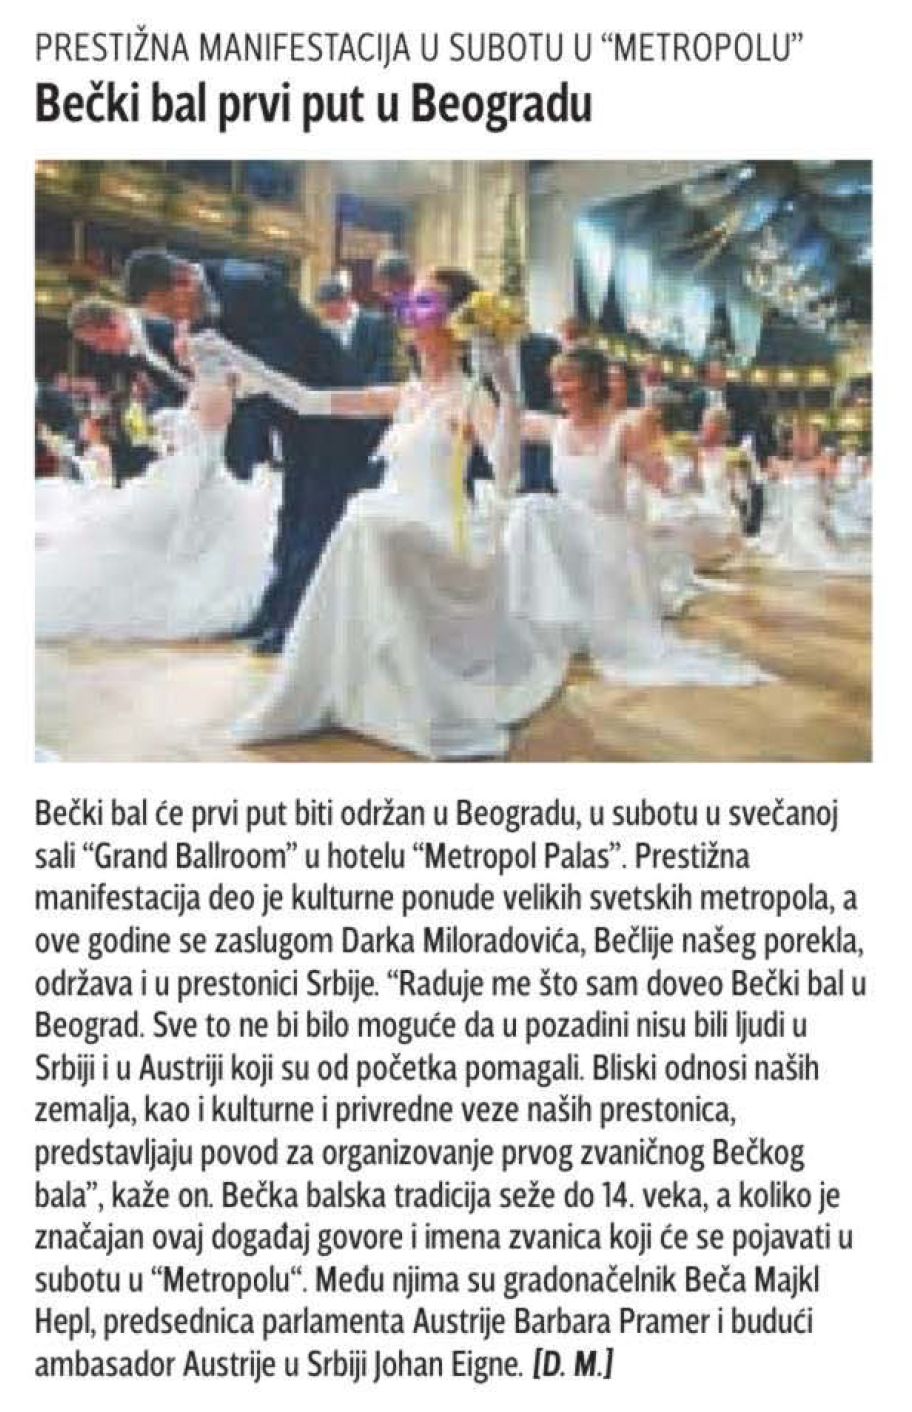 PRESTIŽNA MANIFESTACIJA U SUBOTU U “METROPOLU”
Bečki bal prvi put u Beogradu
Bečki bal će prvi put biti održan u Beogradu, u subotu u svečanoj
sali “Grand Ballroom” u hotelu “Metropol Palas”. Prestižna
manifestacija deo je kulturne ponude velikih svetskih metropola, a
ove godine se zaslugom Darka Miloradovića, Bečlije našeg porekla,
održava i u prestonici Srbije. “Raduje me što sam doveo Bečki bal u
Beograd. Sve to ne bi bilo moguće da u pozadini nisu bili ljudi u
Srbiji i u Austriji koji su od početka pomagali. Bliski odnosi naših
zemalja, kao i kulturne i privredne veze naših prestonica,
predstavljaju povod za organizovanje prvog zvaničnog Bečkog
bala”, kaže on. Bečka balska tradicija seže do 14. veka, a koliko je
značajan ovaj događaj govore i imena zvanica koji će se pojavati u
subotu u “Metropolu“. Među njima su gradonačelnik Beča Majkl
Hepl, predsednica parlamenta Austrije Barbara Pramer i budući
ambasador Austrije u Srbiji Johan Eigne. [D. M.]